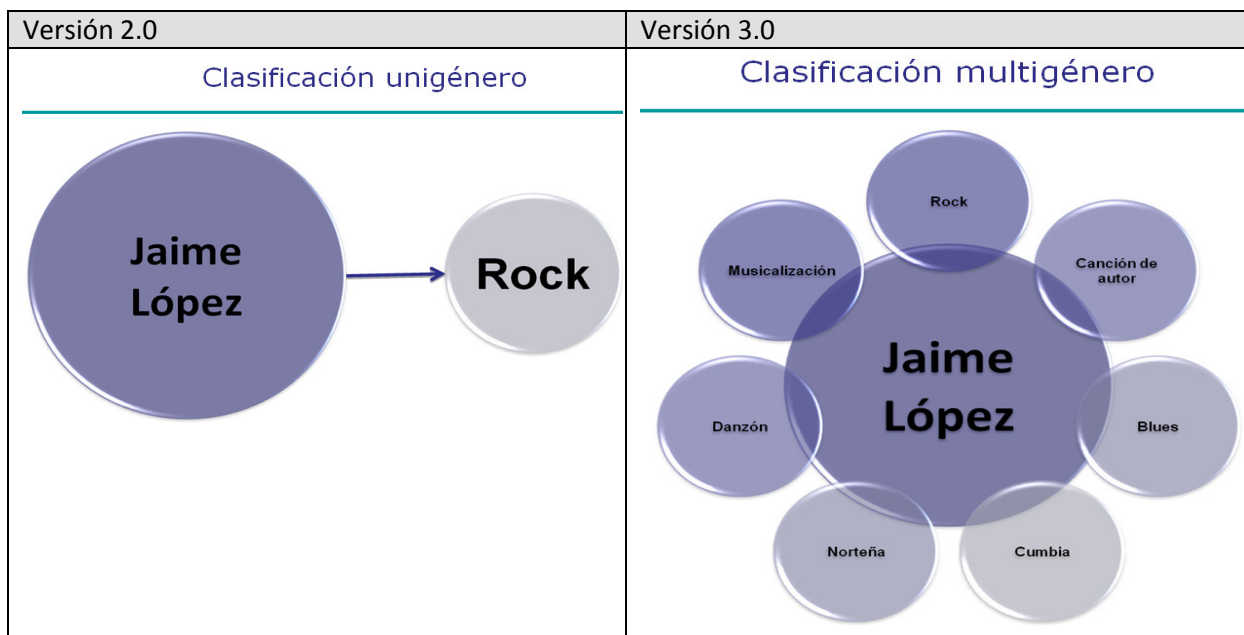 Versión 2.0
Clasificación unigénero
Jaime
López
Rock
Versión 3.0
Clasificación multigénero
Rock
Canción de
autor
Blues
Cumbia
Norteña
Danzón
Musicalización
Jaime
López